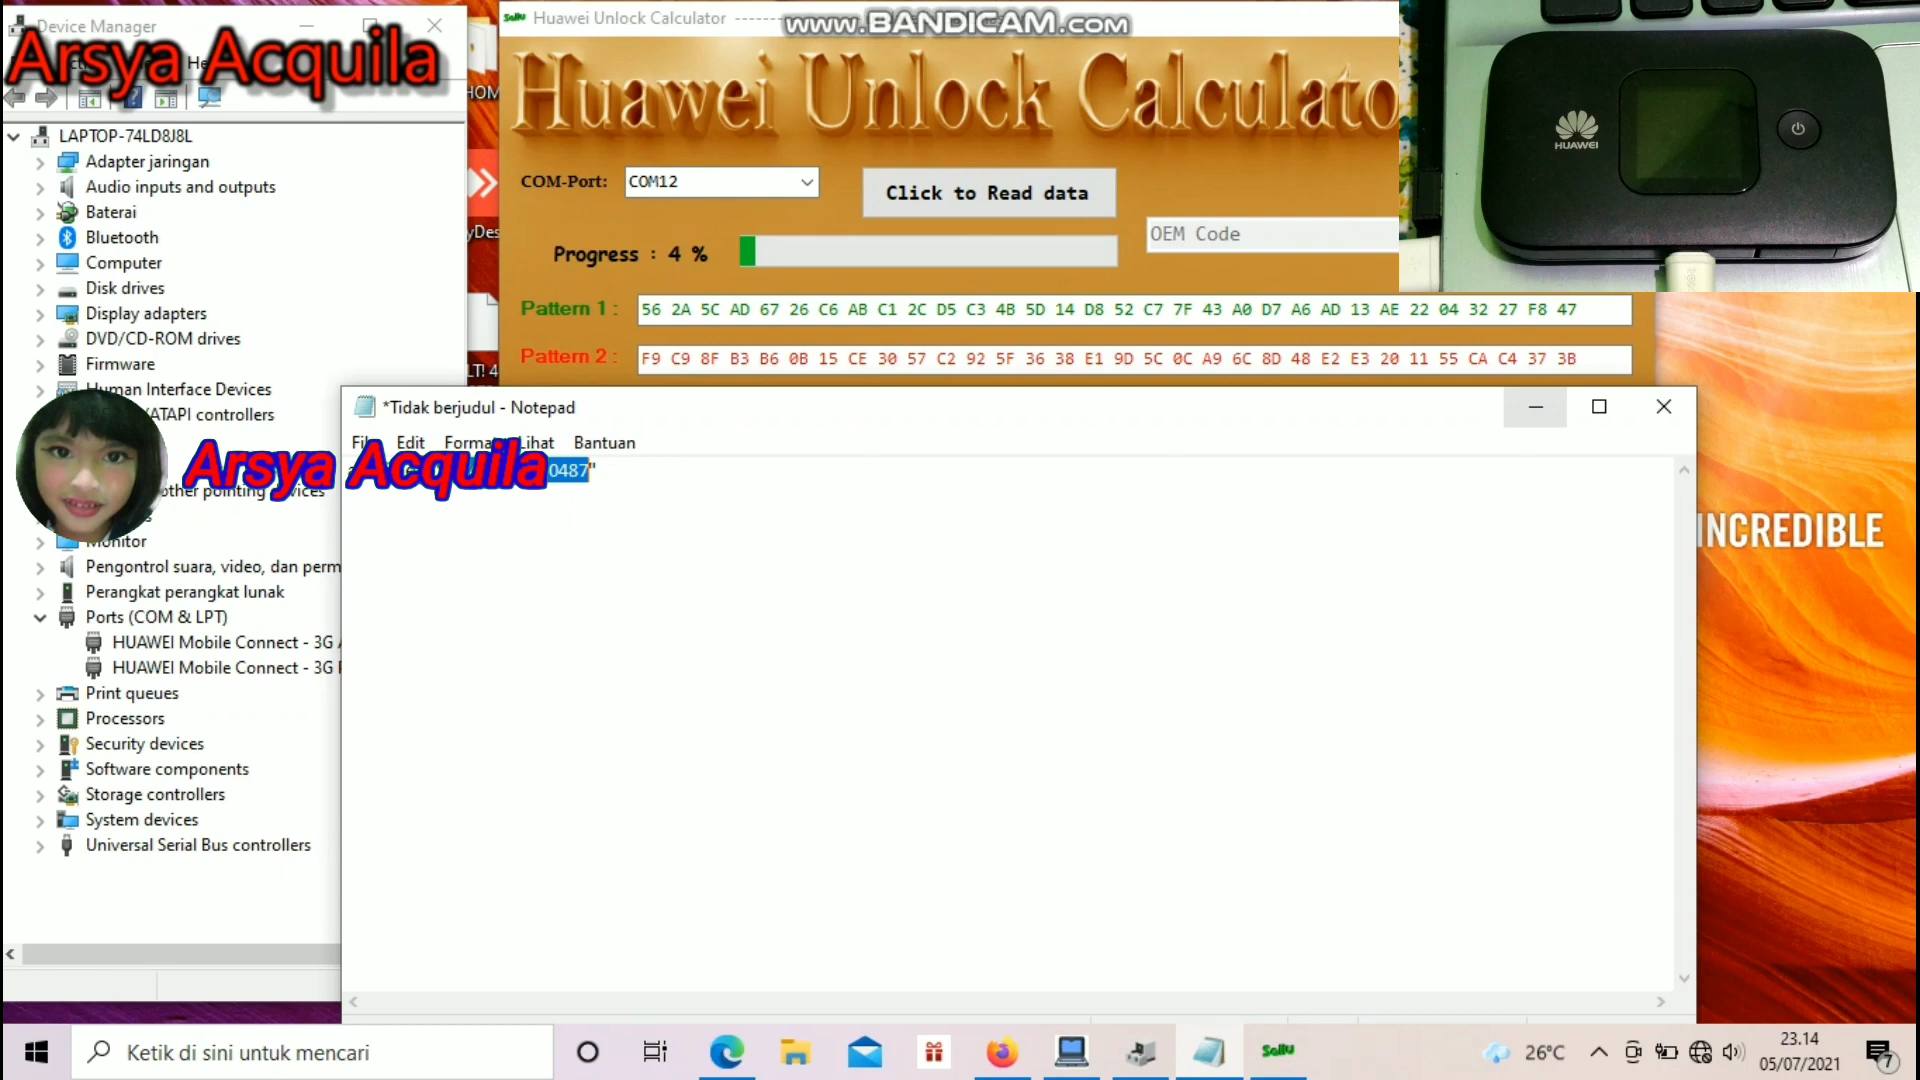 Device Manager
Arsya Acquila
He
LAPTOP-74LD8J8L
Adapter jaringan
Audio inputs and outputs
Baterai
Bluetooth
Computer
Disk drives
Display adapters
DVD/CD-ROM drives
Firmware
Human Interface Devices
/ATAPI controllers
other pointing devices
Monitor
Pengontrol suara, video, dan perm
Perangkat perangkat lunak
Ports (COM & LPT)
HUAWEI Mobile Connect - 3G
HUAWEI Mobile Connect - 3G
Print queues
Processors
Security devices
Software components
Storage controllers
System devices
Universal Serial Bus controllers
Arsya Acquila
HOM
yDes
LT! 4
Huawei Unlock Calculator
www.BANDICAM.com
Huawei Unlock Calculato
COM-Port: COM12
Click to Read data
Progress : 4 %
OEM Code
Pattern 1 : 56 2A 5C AD 67 26 C6 AB C1 2C D5 C3 4B 5D 14 D8 52 C7 7F 43 A0 D7 A6 AD 13 AE 22 04 32 27 F8 47
Pattern 2 : F9 C9 8F B3 B6 0B 15 CE 30 57 C2 92 5F 36 38 E1 9D 5C 0C A9 6C 8D 48 E2 E3 20 11 55 CA C4 37 3B
*Tidak berjudul - Notepad
File Edit Format Lihat Bantuan
0487"
HUAWEI
INCREDIBLE
Ketik di sini untuk mencari
26°C
23.14
05/07/2021
7